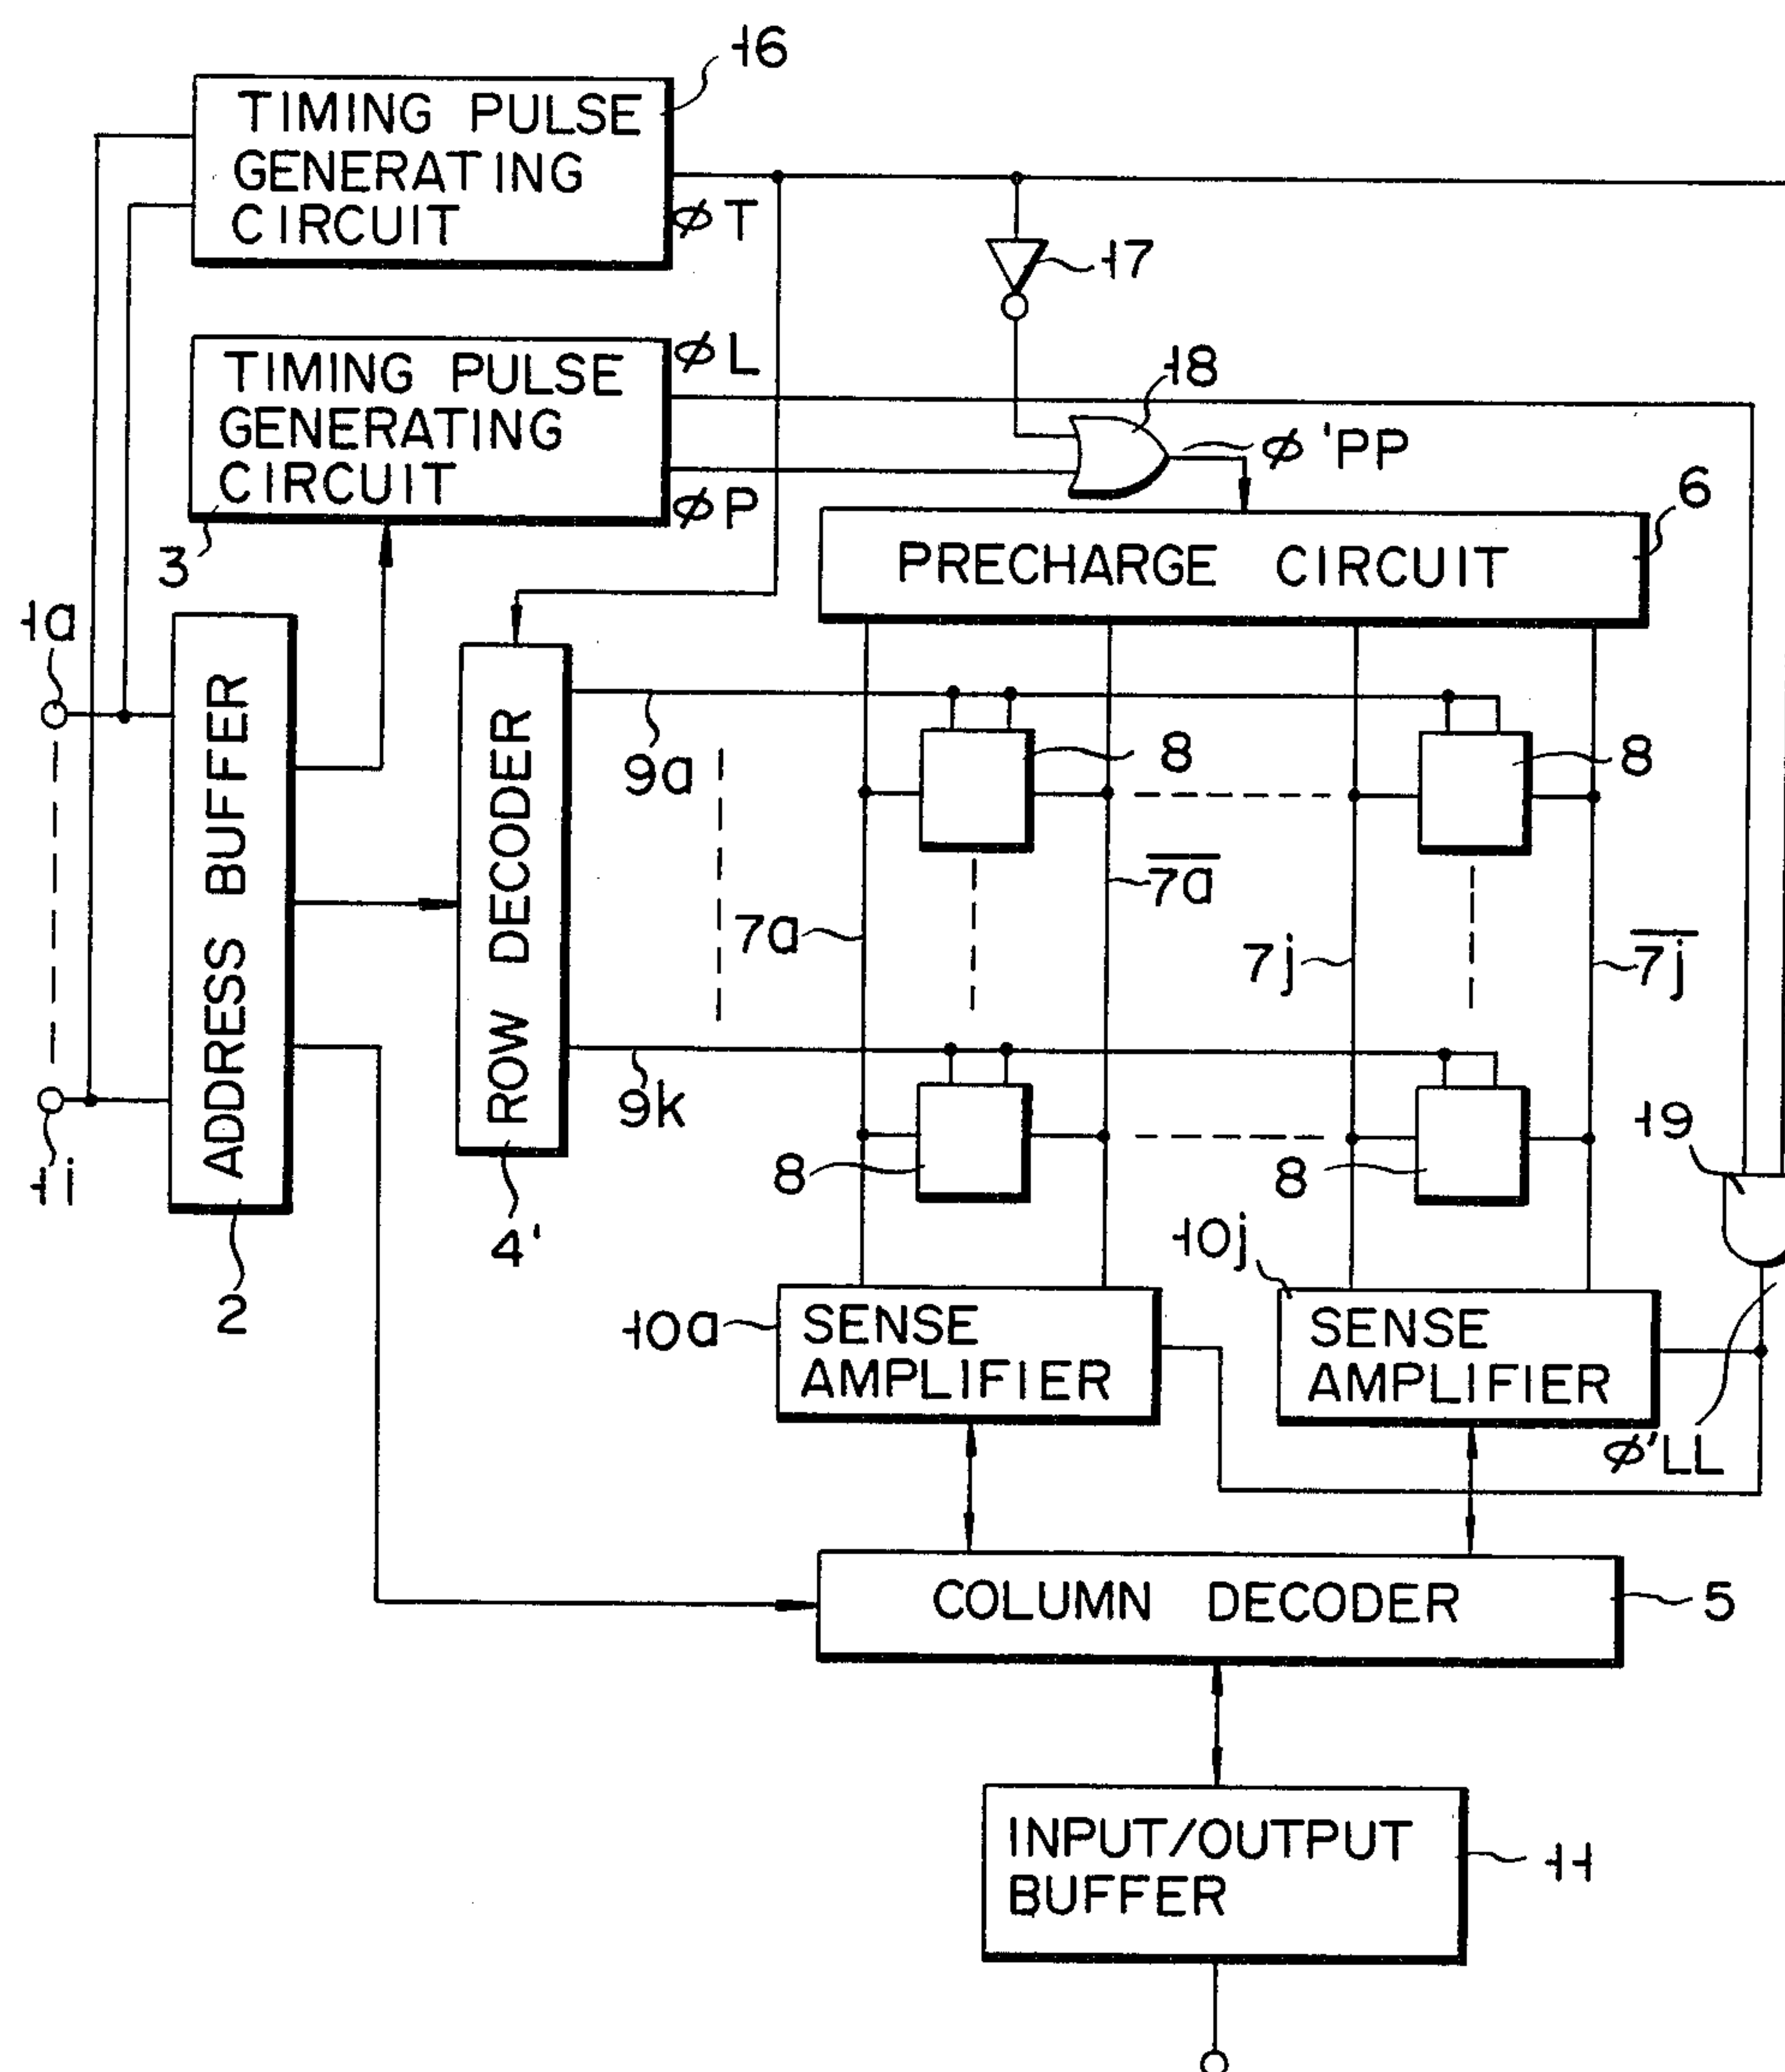 16
TIMING PULSE
GENERATING
CIRCUIT
φT
17
TIMING PULSE
GENERATING
CIRCUIT
φL
φP
3
18
φ'PP
6
PRECHARGE CIRCUIT
1a
1i
ADDRESS BUFFER
2
ROW DECODER
4'
9a
8
8
7a
7a̅
7j
7j̅
9k
8
8
19
10a
SENSE
AMPLIFIER
10j
SENSE
AMPLIFIER
φ'LL
COLUMN DECODER
5
INPUT/OUTPUT
BUFFER
11